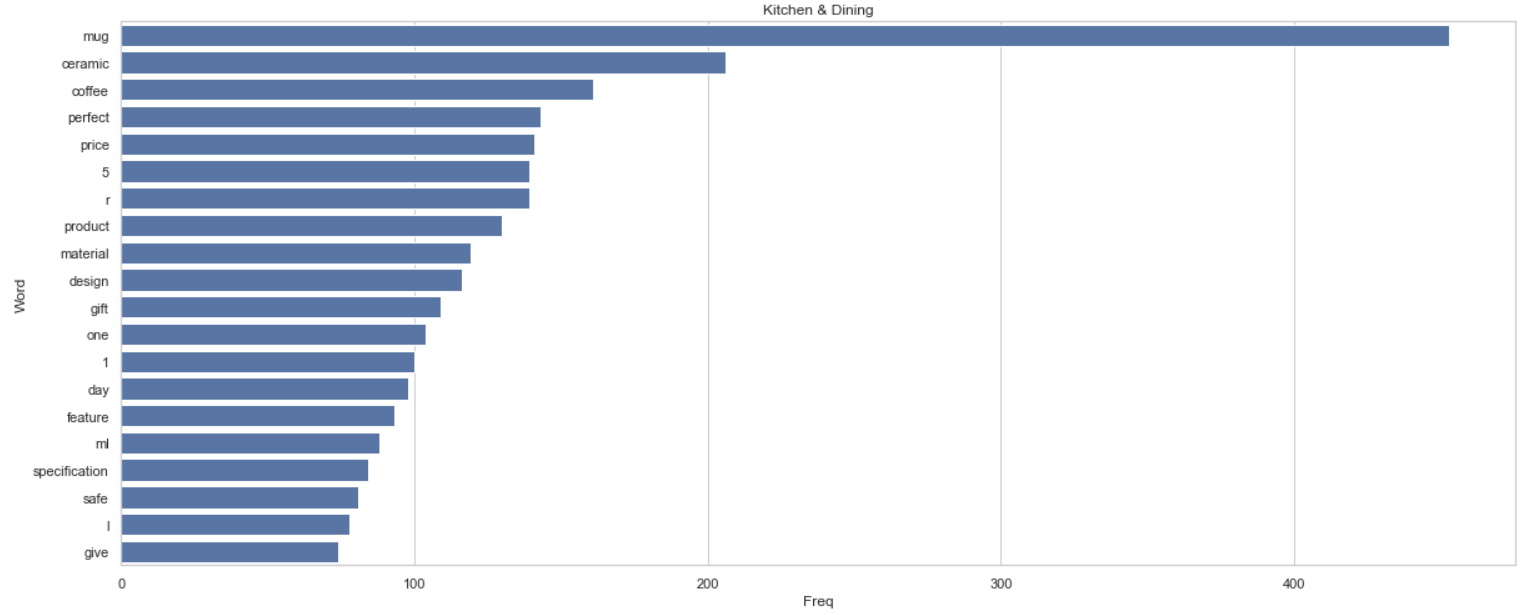 Kitchen & Dining
Word
mug
ceramic
coffee
perfect
price
5
r
product
material
design
gift
one
1
day
feature
ml
specification
safe
l
give
0 100 200 300 400
Freq